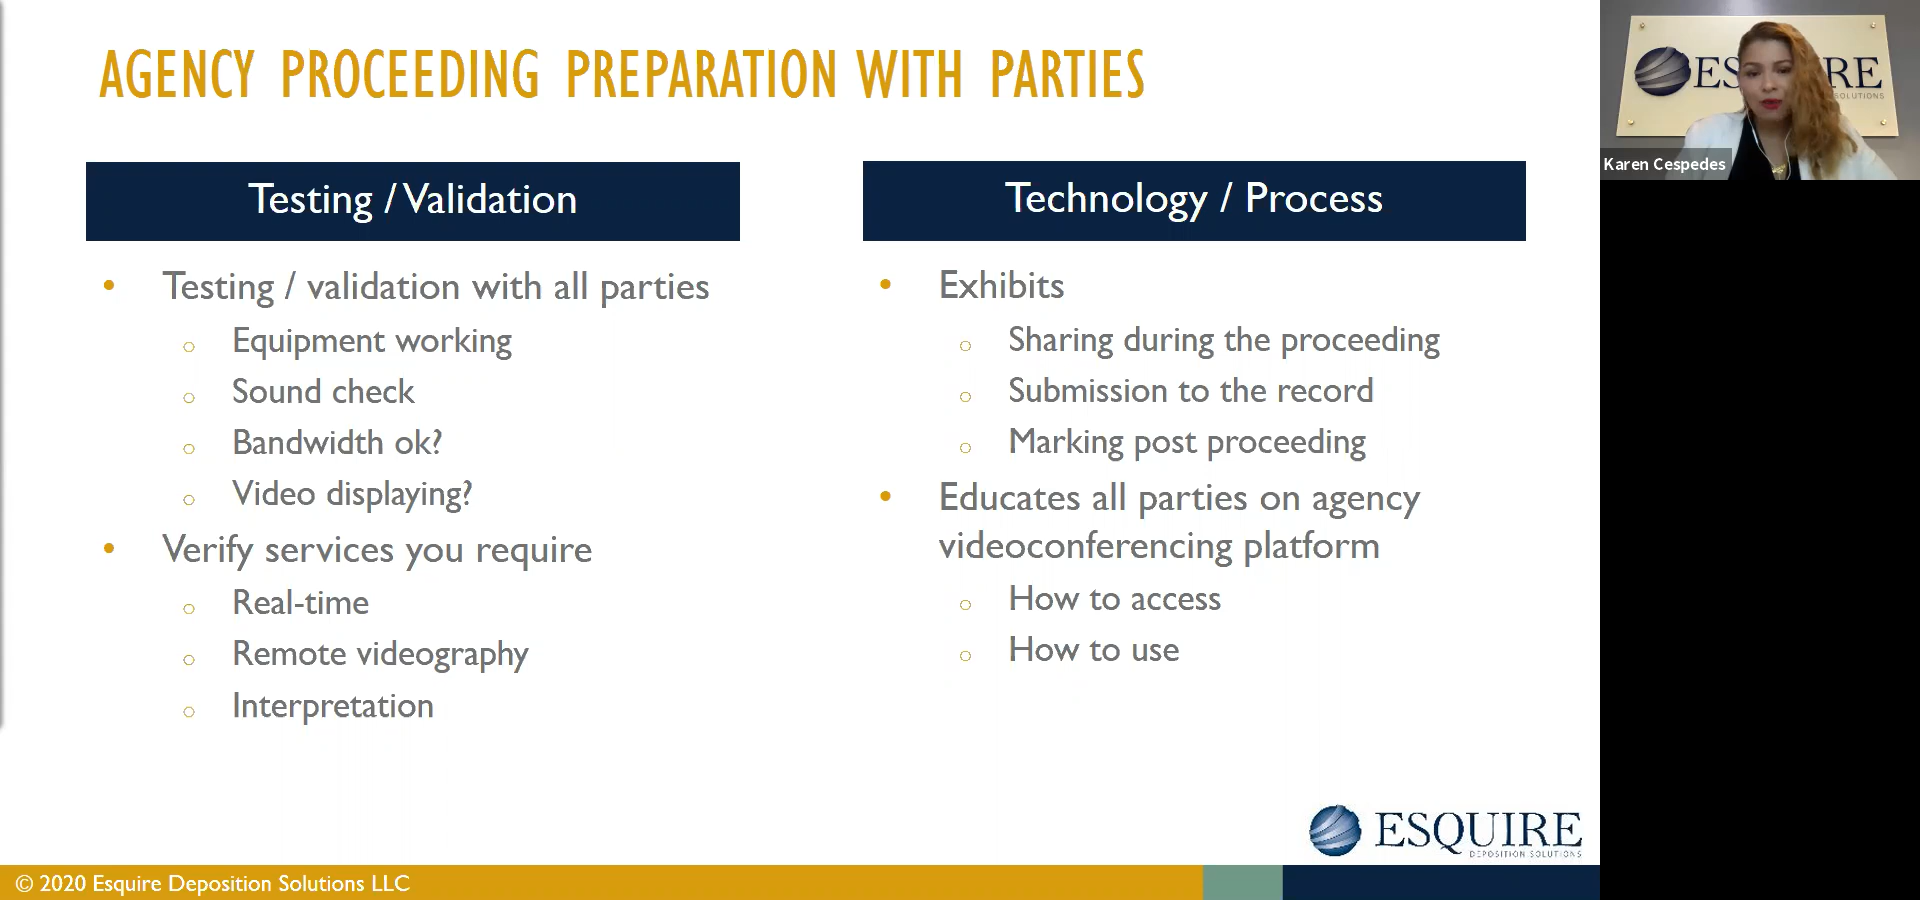 AGENCY PROCEEDING PREPARATION WITH PARTIES
Testing / Validation
• Testing / validation with all parties
○ Equipment working
○ Sound check
○ Bandwidth ok?
○ Video displaying?
• Verify services you require
○ Real-time
○ Remote videography
○ Interpretation
Technology / Process
• Exhibits
○ Sharing during the proceeding
○ Submission to the record
○ Marking post proceeding
• Educates all parties on agency
videoconferencing platform
○ How to access
○ How to use
ESQUIRE
DEPOSITION SOLUTIONS
© 2020 Esquire Deposition Solutions LLC
ES RE
SOLUTIONS
Karen Cespedes